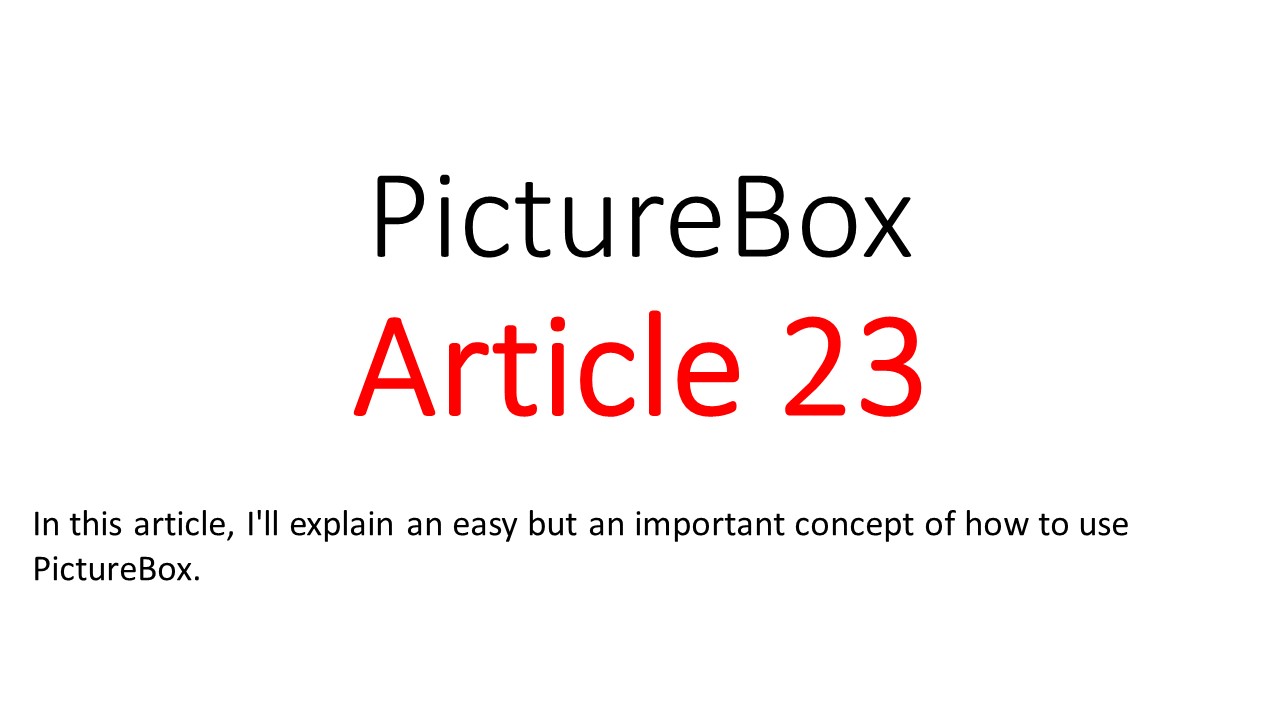 PictureBox
Article 23
In this article, I'll explain an easy but an important concept of how to use
PictureBox.